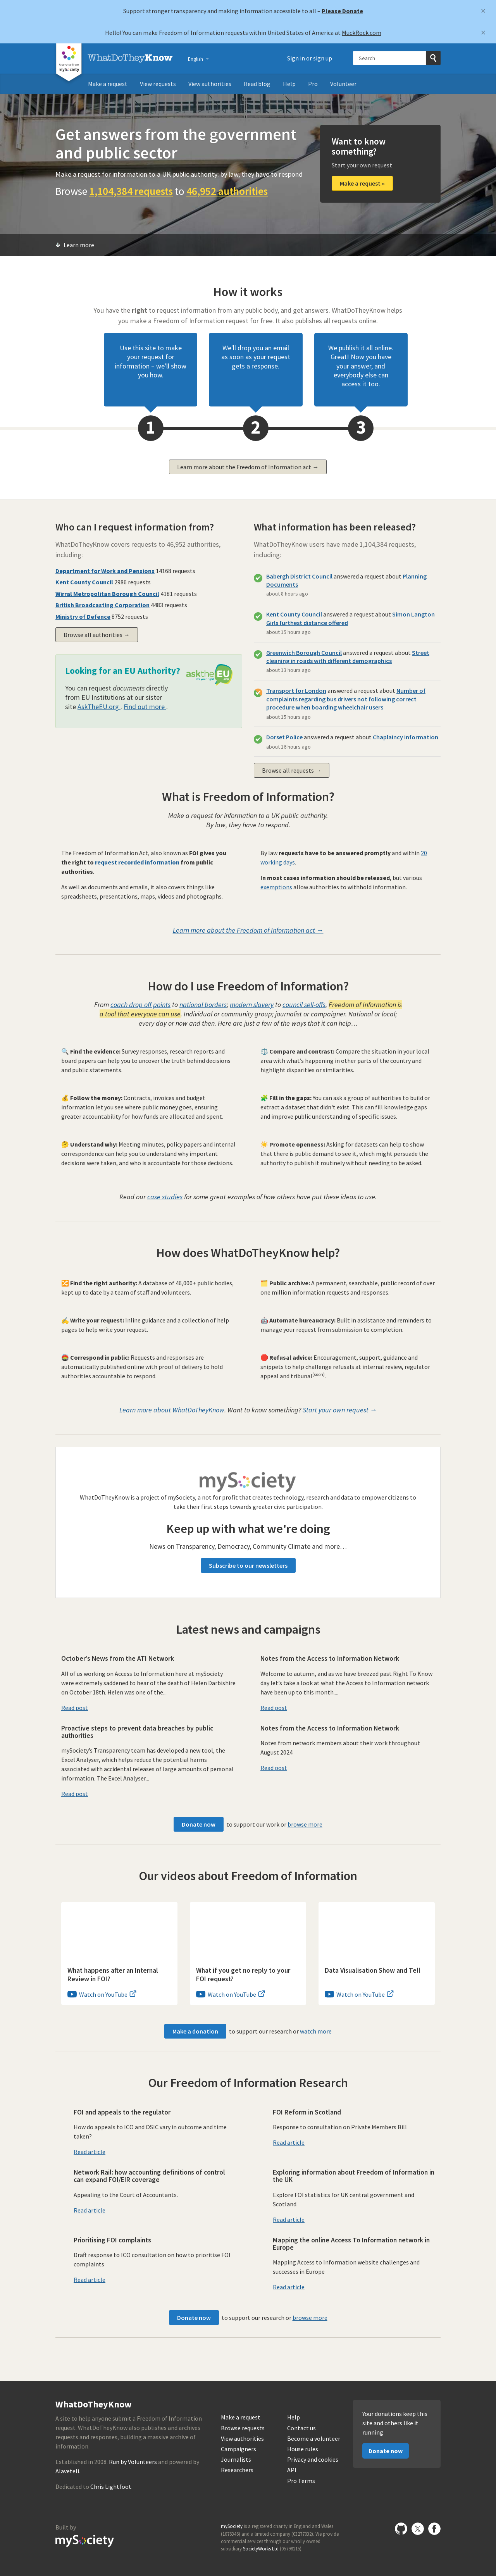 Support stronger transparency and making information accessible to all – Please Donate
×
Hello! You can make Freedom of Information requests within United States of America at MuckRock.com
×
A service from
mySociety
WhatDoTheyKnow
English
Sign in or sign up
Search
Make a request
View requests
View authorities
Read blog
Help
Pro
Volunteer
Get answers from the government
and public sector
Make a request for information to a UK public authority: by law, they have to respond
Browse 1,104,384 requests to 46,952 authorities
Want to know
something?
Start your own request
Make a request »
Learn more
How it works
You have the right to request information from any public body, and get answers. WhatDoTheyKnow helps
you make a Freedom of Information request for free. It also publishes all requests online.
Use this site to make
your request for
information – we'll show
you how.
We'll drop you an email
as soon as your request
gets a response.
We publish it all online.
Great! Now you have
your answer, and
everybody else can
access it too.
1
2
3
Learn more about the Freedom of Information act →
Who can I request information from?
WhatDoTheyKnow covers requests to 46,952 authorities,
including:
Department for Work and Pensions 14168 requests
Kent County Council 2986 requests
Wirral Metropolitan Borough Council 4181 requests
British Broadcasting Corporation 4483 requests
Ministry of Defence 8752 requests
Browse all authorities →
Looking for an EU Authority?
You can request documents directly
from EU Institutions at our sister
site AskTheEU.org . Find out more .
asktheEU
it's your right
What information has been released?
WhatDoTheyKnow users have made 1,104,384 requests,
including:
Babergh District Council answered a request about Planning
Documents
about 8 hours ago
Kent County Council answered a request about Simon Langton
Girls furthest distance offered
about 15 hours ago
Greenwich Borough Council answered a request about Street
cleaning in roads with different demographics
about 13 hours ago
Transport for London answered a request about Number of
complaints regarding bus drivers not following correct
procedure when boarding wheelchair users
about 15 hours ago
Dorset Police answered a request about Chaplaincy information
about 16 hours ago
Browse all requests →
What is Freedom of Information?
Make a request for information to a UK public authority.
By law, they have to respond.
The Freedom of Information Act, also known as FOI gives you
the right to request recorded information from public
authorities.
As well as documents and emails, it also covers things like
spreadsheets, presentations, maps, videos and photographs.
By law requests have to be answered promptly and within 20
working days.
In most cases information should be released, but various
exemptions allow authorities to withhold information.
Learn more about the Freedom of Information act →
How do I use Freedom of Information?
From coach drop off points to national borders; modern slavery to council sell-offs, Freedom of Information is
a tool that everyone can use. Individual or community group; journalist or campaigner. National or local;
every day or now and then. Here are just a few of the ways that it can help…
🔍 Find the evidence: Survey responses, research reports and
board papers can help you to uncover the truth behind decisions
and public statements.
⚖️ Compare and contrast: Compare the situation in your local
area with what's happening in other parts of the country and
highlight disparities or similarities.
💰 Follow the money: Contracts, invoices and budget
information let you see where public money goes, ensuring
greater accountability for how funds are allocated and spent.
🧩 Fill in the gaps: You can ask a group of authorities to build or
extract a dataset that don't exist. This can fill knowledge gaps
and improve public understanding of specific issues.
🤔 Understand why: Meeting minutes, policy papers and internal
correspondence can help you to understand why important
decisions were taken, and who is accountable for those decisions.
☀️ Promote openness: Asking for datasets can help to show
that there is public demand to see it, which might persuade the
authority to publish it routinely without needing to be asked.
Read our case studies for some great examples of how others have put these ideas to use.
How does WhatDoTheyKnow help?
🔀 Find the right authority: A database of 46,000+ public bodies,
kept up to date by a team of staff and volunteers.
🗂️ Public archive: A permanent, searchable, public record of over
one million information requests and responses.
✍️ Write your request: Inline guidance and a collection of help
pages to help write your request.
🤖 Automate bureaucracy: Built in assistance and reminders to
manage your request from submission to completion.
📯 Correspond in public: Requests and responses are
automatically published online with proof of delivery to hold
authorities accountable to respond.
🛑 Refusal advice: Encouragement, support, guidance and
snippets to help challenge refusals at internal review, regulator
appeal and tribunal(soon!).
Learn more about WhatDoTheyKnow. Want to know something? Start your own request →
mySociety
WhatDoTheyKnow is a project of mySociety, a not for profit that creates technology, research and data to empower citizens to
take their first steps towards greater civic participation.
Keep up with what we're doing
News on Transparency, Democracy, Community Climate and more…
Subscribe to our newsletters
Latest news and campaigns
October's News from the ATI Network
All of us working on Access to Information here at mySociety
were extremely saddened to hear of the death of Helen Darbishire
on October 18th. Helen was one of the...
Read post
Notes from the Access to Information Network
Welcome to autumn, and as we have breezed past Right To Know
day let's take a look at what the Access to Information network
have been up to this month....
Read post
Proactive steps to prevent data breaches by public
authorities
mySociety's Transparency team has developed a new tool, the
Excel Analyser, which helps reduce the potential harms
associated with accidental releases of large amounts of personal
information. The Excel Analyser...
Read post
Notes from the Access to Information Network
Notes from network members about their work throughout
August 2024
Read post
Donate now to support our work or browse more
Our videos about Freedom of Information
What happens after an Internal
Review in FOI?
Watch on YouTube
What if you get no reply to your
FOI request?
Watch on YouTube
Data Visualisation Show and Tell
Watch on YouTube
Make a donation to support our research or watch more
Our Freedom of Information Research
FOI and appeals to the regulator
How do appeals to ICO and OSIC vary in outcome and time
taken?
Read article
FOI Reform in Scotland
Response to consultation on Private Members Bill
Read article
Network Rail: how accounting definitions of control
can expand FOI/EIR coverage
Appealing to the Court of Accountants.
Read article
Exploring information about Freedom of Information in
the UK
Explore FOI statistics for UK central government and
Scotland.
Read article
Prioritising FOI complaints
Draft response to ICO consultation on how to prioritise FOI
complaints
Read article
Mapping the online Access To Information network in
Europe
Mapping Access to Information website challenges and
successes in Europe
Read article
Donate now to support our research or browse more
WhatDoTheyKnow
A site to help anyone submit a Freedom of Information
request. WhatDoTheyKnow also publishes and archives
requests and responses, building a massive archive of
information.
Established in 2008. Run by Volunteers and powered by
Alaveteli.
Dedicated to Chris Lightfoot.
Make a request
Browse requests
View authorities
Campaigners
Journalists
Researchers
Help
Contact us
Become a volunteer
House rules
Privacy and cookies
API
Pro Terms
Your donations keep this
site and others like it
running
Donate now
Built by
mySociety
mySociety is a registered charity in England and Wales
(1076346) and a limited company (03277032). We provide
commercial services through our wholly owned
subsidiary SocietyWorks Ltd (05798215).